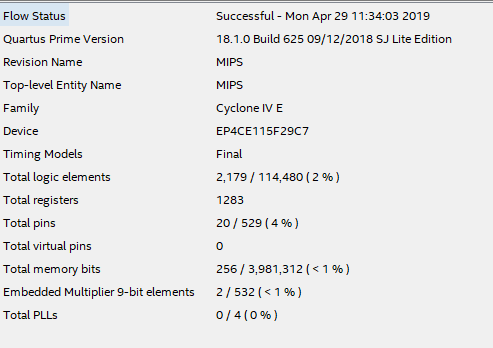 Flow Status Successful - Mon Apr 29 11:34:03 2019
Quartus Prime Version 18.1.0 Build 625 09/12/2018 SJ Lite Edition
Revision Name MIPS
Top-level Entity Name MIPS
Family Cyclone IV E
Device EP4CE115F29C7
Timing Models Final
Total logic elements 2,179 / 114,480 ( 2 % )
Total registers 1283
Total pins 20 / 529 ( 4 % )
Total virtual pins 0
Total memory bits 256 / 3,981,312 ( < 1 % )
Embedded Multiplier 9-bit elements 2 / 532 ( < 1 % )
Total PLLs 0 / 4 ( 0 % )